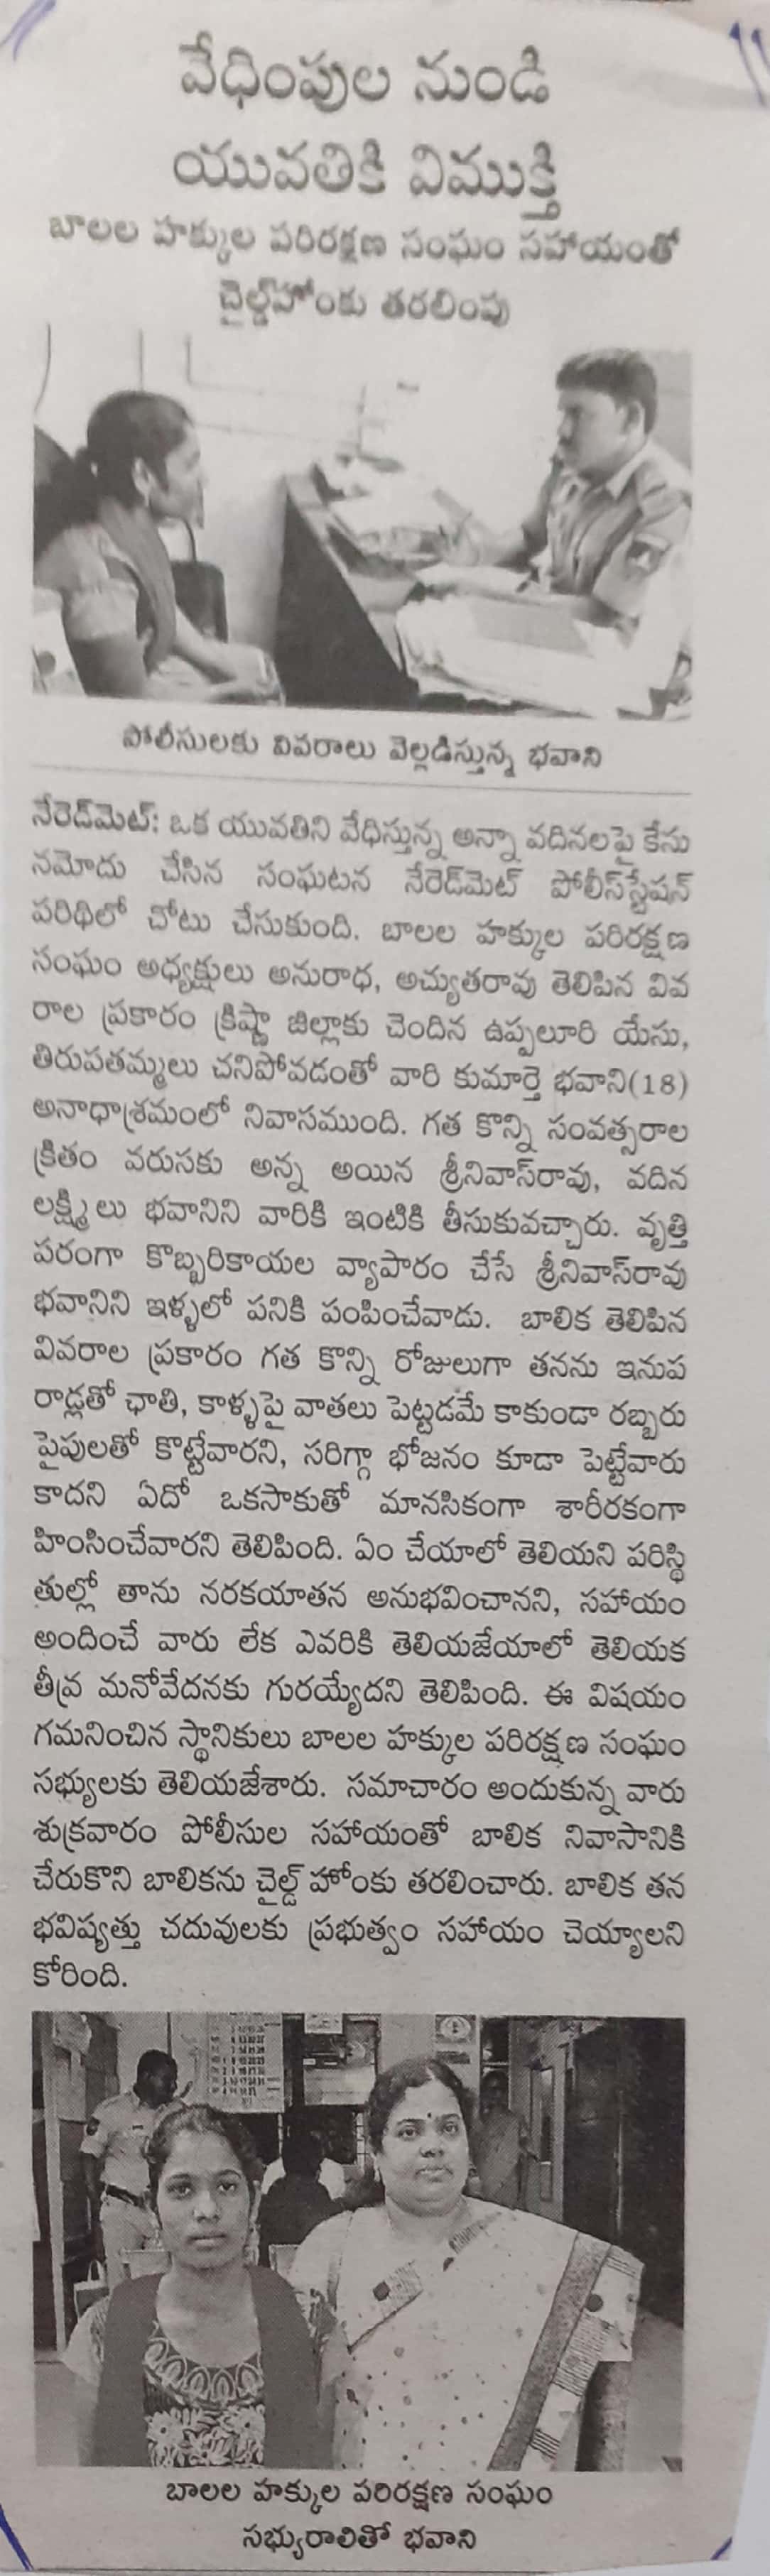 వేధింపుల నుండి
యువతికి విముక్తి
బాలల హక్కుల పరిరక్షణ సంఘం సహాయంతో
చైల్డ్‌హోంకు తరలింపు
పోలీసులకు వివరాలు వెల్లడిస్తున్న భవాని
నేరెడ్‌మెట్: ఒక యువతిని వేధిస్తున్న అన్నా వదినలపై కేసు
నమోదు చేసిన సంఘటన నేరెడ్‌మెట్ పోలీస్‌స్టేషన్
పరిధిలో చోటు చేసుకుంది. బాలల హక్కుల పరిరక్షణ
సంఘం అధ్యక్షులు అనురాధ, అచ్యుతరావు తెలిపిన వివ
రాల ప్రకారం క్రిష్ణా జిల్లాకు చెందిన ఉప్పలూరి యేసు,
తిరుపతమ్మలు చనిపోవడంతో వారి కుమార్తె భవాని(18)
అనాధాశ్రమంలో నివాసముంది. గత కొన్ని సంవత్సరాల
క్రితం వరుసకు అన్న అయిన శ్రీనివాస్‌రావు, వదిన
లక్ష్మిలు భవానిని వారికి ఇంటికి తీసుకువచ్చారు. వృత్తి
పరంగా కొబ్బరికాయల వ్యాపారం చేసే శ్రీనివాస్‌రావు
భవానిని ఇళ్ళలో పనికి పంపించేవాడు. బాలిక తెలిపిన
వివరాల ప్రకారం గత కొన్ని రోజులుగా తనను ఇనుప
రాడ్లతో ఛాతి, కాళ్ళపై వాతలు పెట్టడమే కాకుండా రబ్బరు
పైపులతో కొట్టేవారని, సరిగ్గా భోజనం కూడా పెట్టేవారు
కాదని ఏదో ఒకసాకుతో మానసికంగా శారీరకంగా
హింసించేవారని తెలిపింది. ఏం చేయాలో తెలియని పరిస్థి
తుల్లో తాను నరకయాతన అనుభవించానని, సహాయం
అందించే వారు లేక ఎవరికి తెలియజేయాలో తెలియక
తీవ్ర మనోవేదనకు గురయ్యేదని తెలిపింది. ఈ విషయం
గమనించిన స్థానికులు బాలల హక్కుల పరిరక్షణ సంఘం
సభ్యులకు తెలియజేశారు. సమాచారం అందుకున్న వారు
శుక్రవారం పోలీసుల సహాయంతో బాలిక నివాసానికి
చేరుకొని బాలికను చైల్డ్ హోంకు తరలించారు. బాలిక తన
భవిష్యత్తు చదువులకు ప్రభుత్వం సహాయం చెయ్యాలని
కోరింది.
బాలల హక్కుల పరిరక్షణ సంఘం
సభ్యురాలితో భవాని